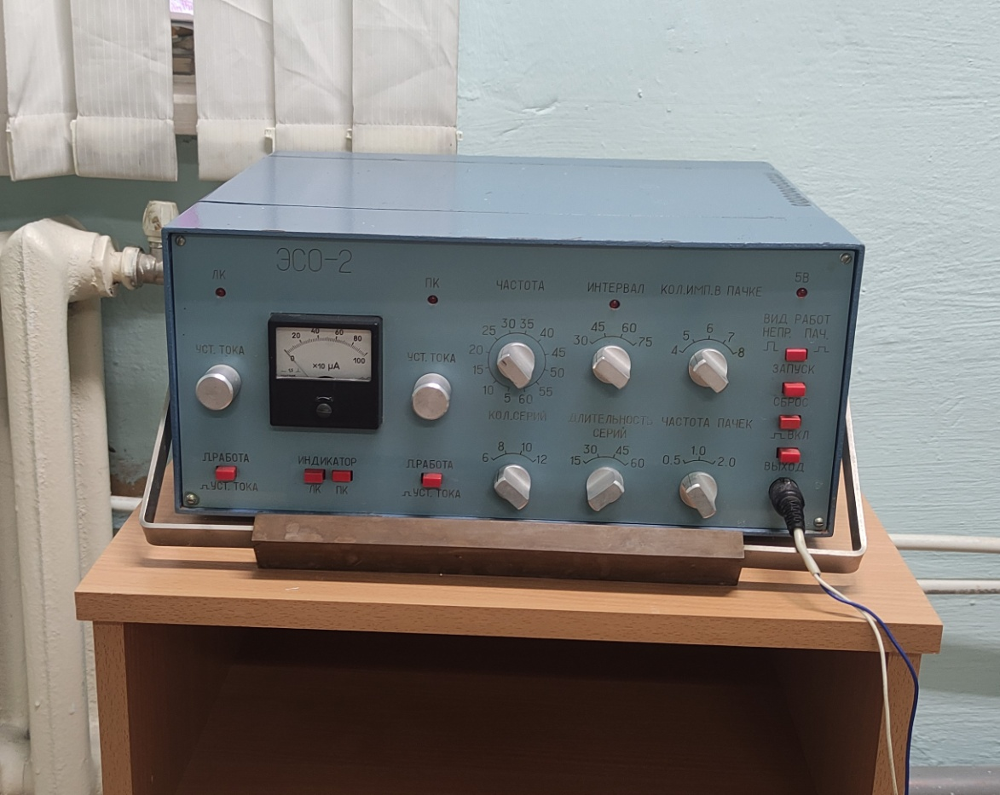 ЭСО-2
ЛК
ПК
ЧАСТОТА
ИНТЕРВАЛ
КОЛ.ИМП.В ПАЧКЕ
5В
ВИД РАБОТ
НЕПР. ПАЧ.
ЗАПУСК
СБРОС
ВКЛ
ВЫХОД
УСТ. ТОКА
0 20 40 60 80 100
×10 µA
УСТ. ТОКА
5 10 15 20 25 30 35 40 45 50 55 60
30 45 60 75
4 5 6 7 8
КОЛ.СЕРИЙ
ДЛИТЕЛЬНОСТЬ
СЕРИЙ
ЧАСТОТА ПАЧЕК
6 8 10 12
15 30 45 60
0.5 1.0 2.0
РАБОТА
УСТ. ТОКА
ИНДИКАТОР
ЛК ПК
РАБОТА
УСТ. ТОКА